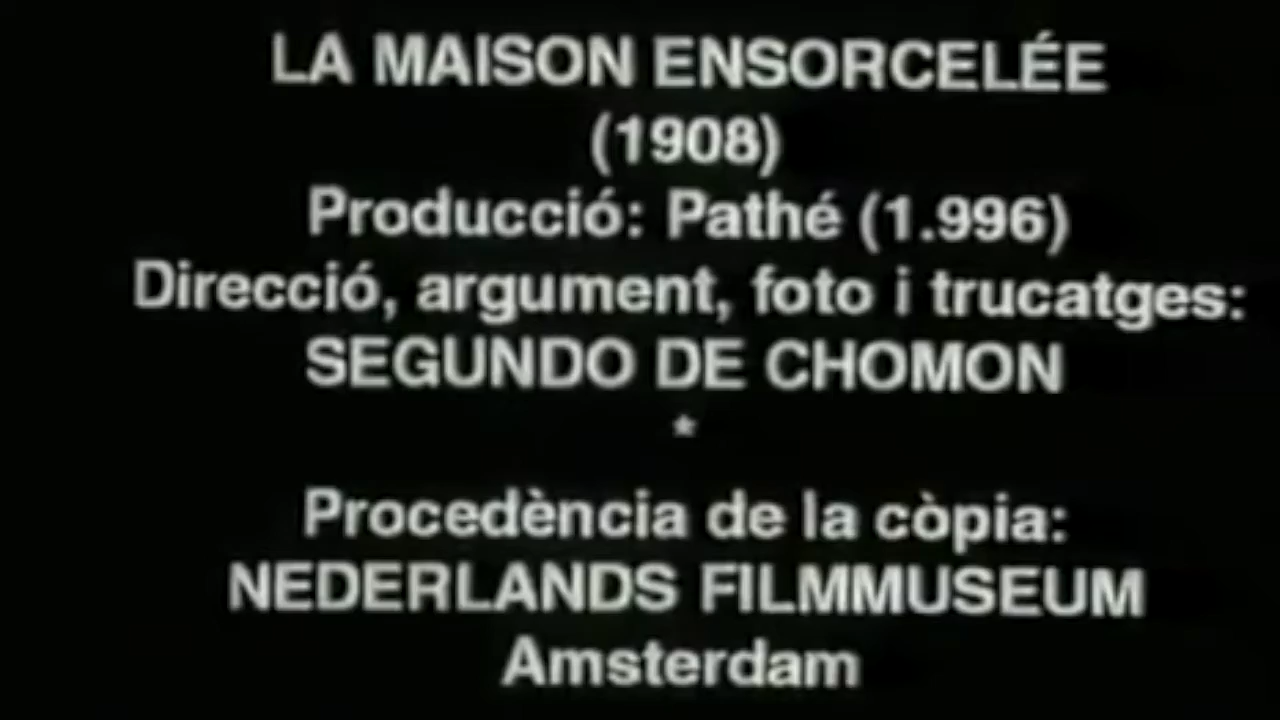 LA MAISON ENSORCELÉE
(1908)
Producció: Pathé (1.996)
Direcció, argument, foto i trucatges:
SEGUNDO DE CHOMON
*
Procedència de la còpia:
NEDERLANDS FILMMUSEUM
Amsterdam